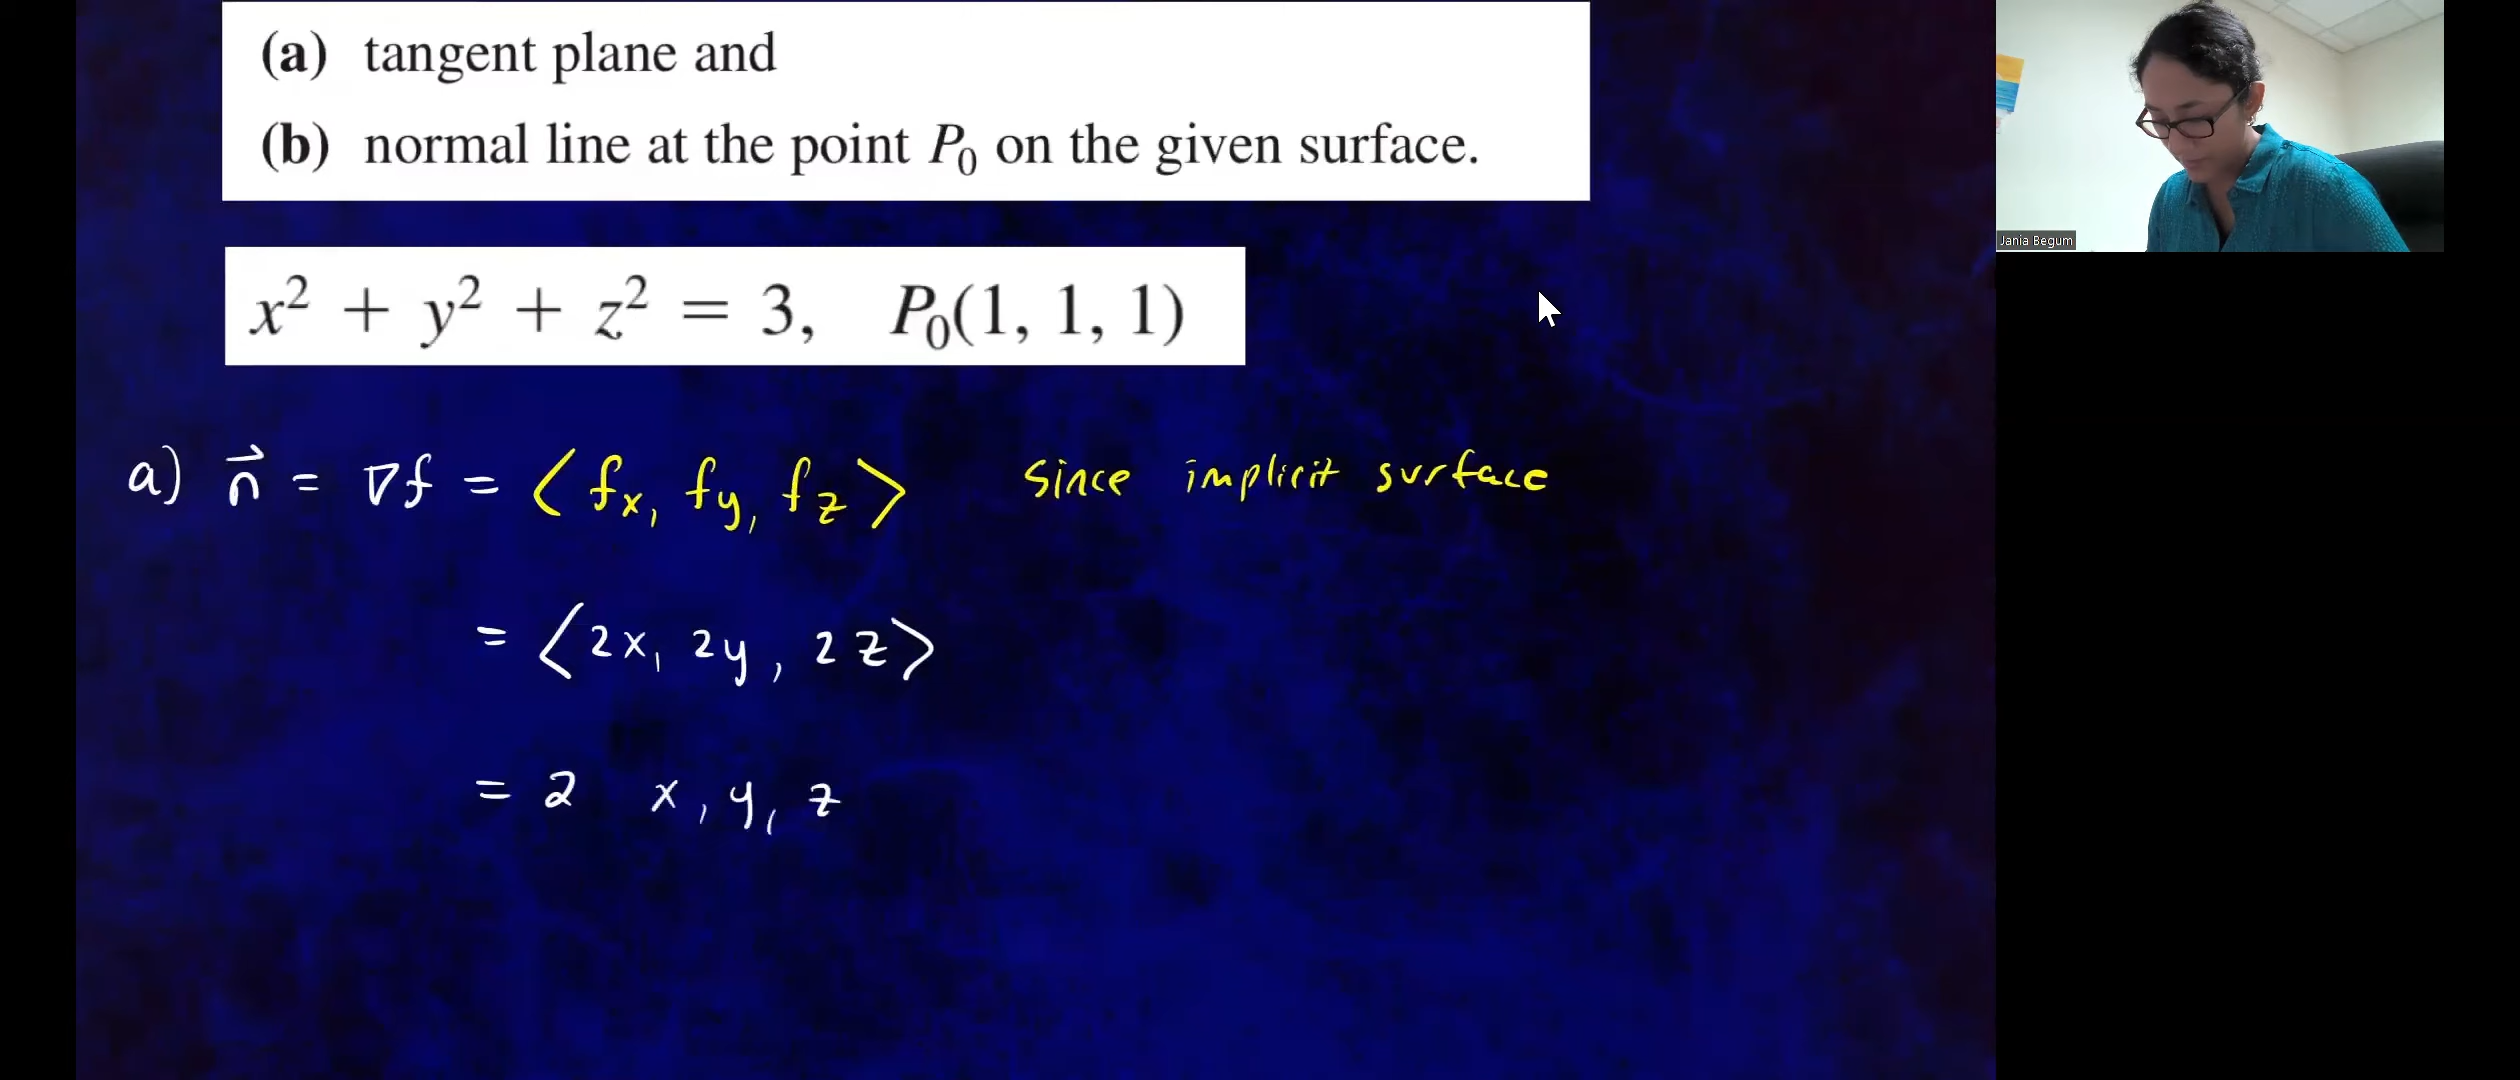 (a) tangent plane and
(b) normal line at the point P₀ on the given surface.
x² + y² + z² = 3, P₀(1, 1, 1)
a) n⃗ = ∇f = ⟨fx, fy, fz⟩ since implicit surface
= ⟨2x, 2y, 2z⟩
= 2 x, y, z
Jania Begum